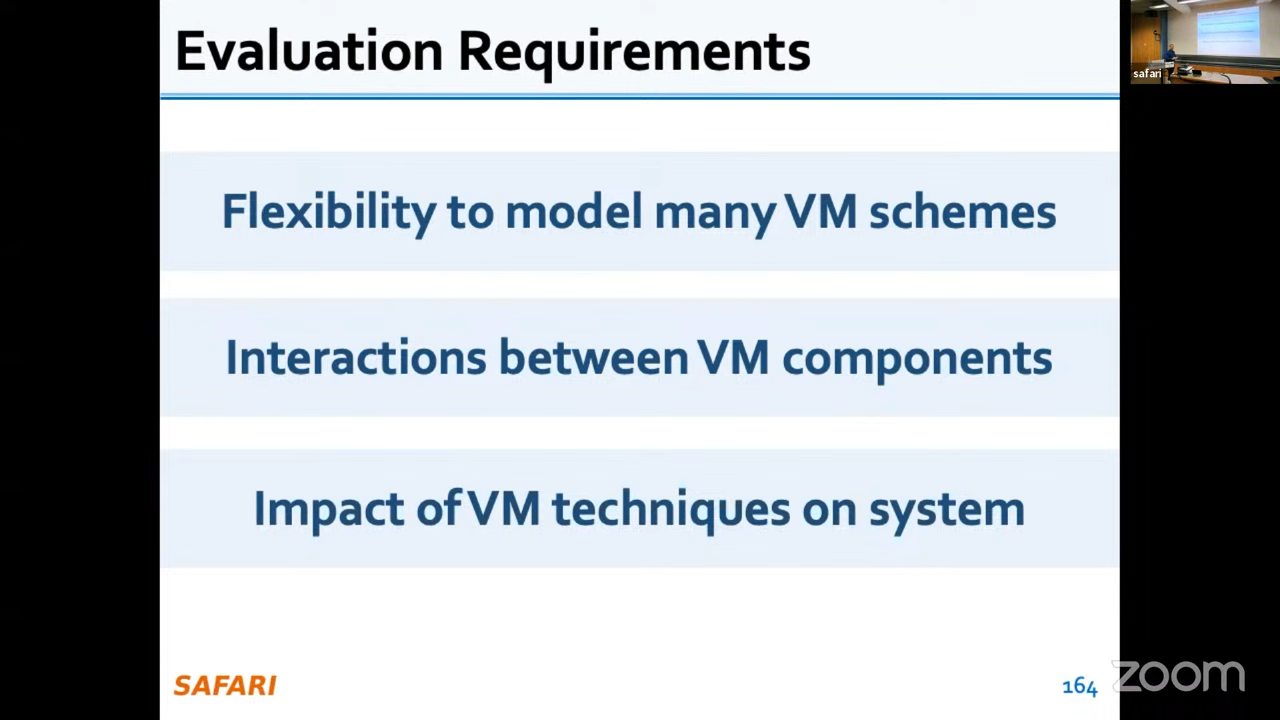 Evaluation Requirements
safari
Flexibility to model many VM schemes
Interactions between VM components
Impact of VM techniques on system
SAFARI
164
zoom